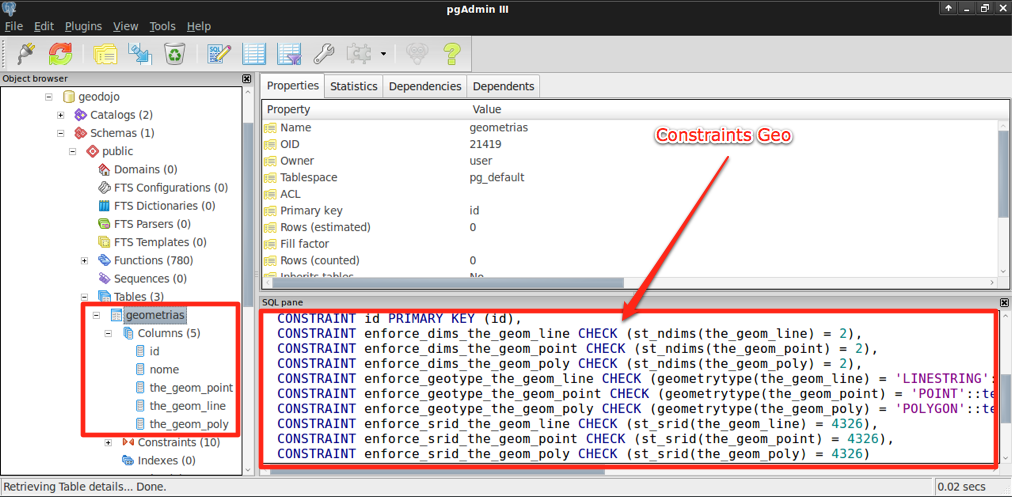 pgAdmin III
File Edit Plugins View Tools Help
Object browser
geodojo
Catalogs (2)
Schemas (1)
public
Domains (0)
FTS Configurations (0)
FTS Dictionaries (0)
FTS Parsers (0)
FTS Templates (0)
Functions (780)
Sequences (0)
Tables (3)
geometrias
Columns (5)
id
nome
the_geom_point
the_geom_line
the_geom_poly
Constraints (10)
Indexes (0)
Properties Statistics Dependencies Dependents
Property Value
Name geometrias
OID 21419
Owner user
Tablespace pg_default
ACL
Primary key id
Rows (estimated) 0
Fill factor
Rows (counted) 0
Inherits tables No
Constraints Geo
SQL pane
CONSTRAINT id PRIMARY KEY (id),
CONSTRAINT enforce_dims_the_geom_line CHECK (st_ndims(the_geom_line) = 2),
CONSTRAINT enforce_dims_the_geom_point CHECK (st_ndims(the_geom_point) = 2),
CONSTRAINT enforce_dims_the_geom_poly CHECK (st_ndims(the_geom_poly) = 2),
CONSTRAINT enforce_geotype_the_geom_line CHECK (geometrytype(the_geom_line) = 'LINESTRING':
CONSTRAINT enforce_geotype_the_geom_point CHECK (geometrytype(the_geom_point) = 'POINT'::te
CONSTRAINT enforce_geotype_the_geom_poly CHECK (geometrytype(the_geom_poly) = 'POLYGON'::te
CONSTRAINT enforce_srid_the_geom_line CHECK (st_srid(the_geom_line) = 4326),
CONSTRAINT enforce_srid_the_geom_point CHECK (st_srid(the_geom_point) = 4326),
CONSTRAINT enforce_srid_the_geom_poly CHECK (st_srid(the_geom_poly) = 4326)
Retrieving Table details... Done. 0.02 secs